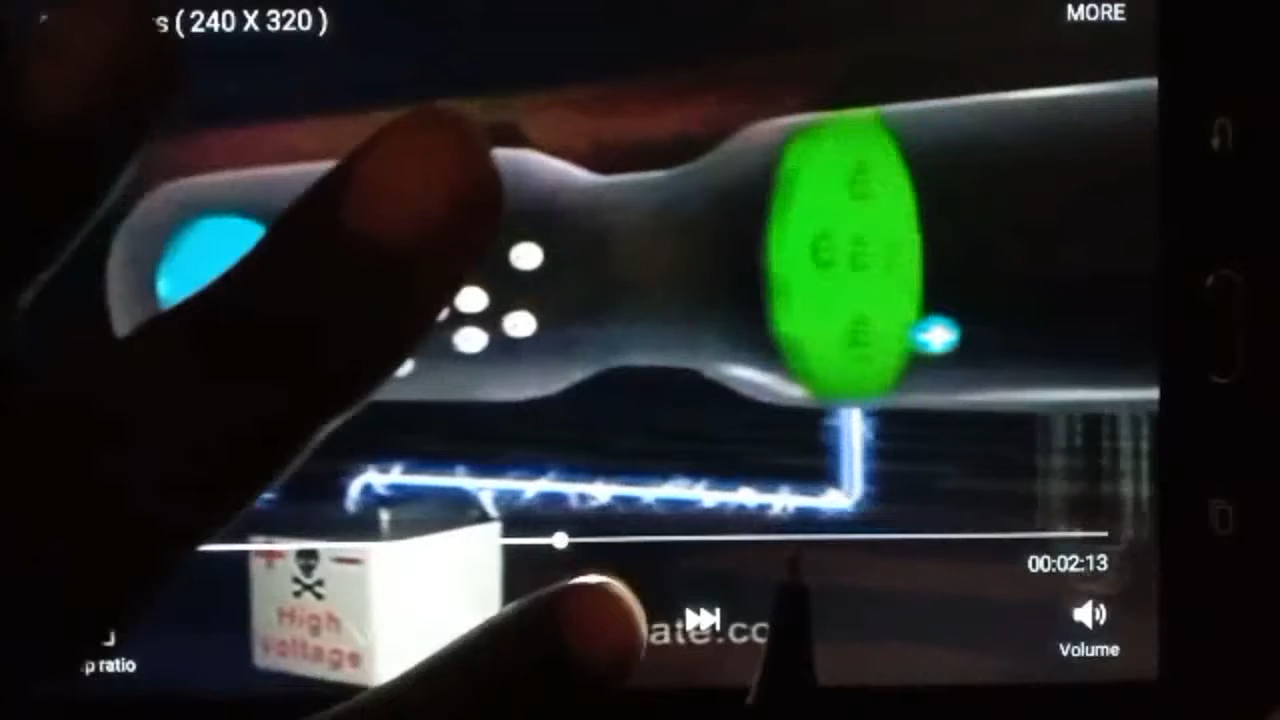 s ( 240 X 320 )
MORE
00:02:13
High
voltage
ate.co
Volume
p ratio